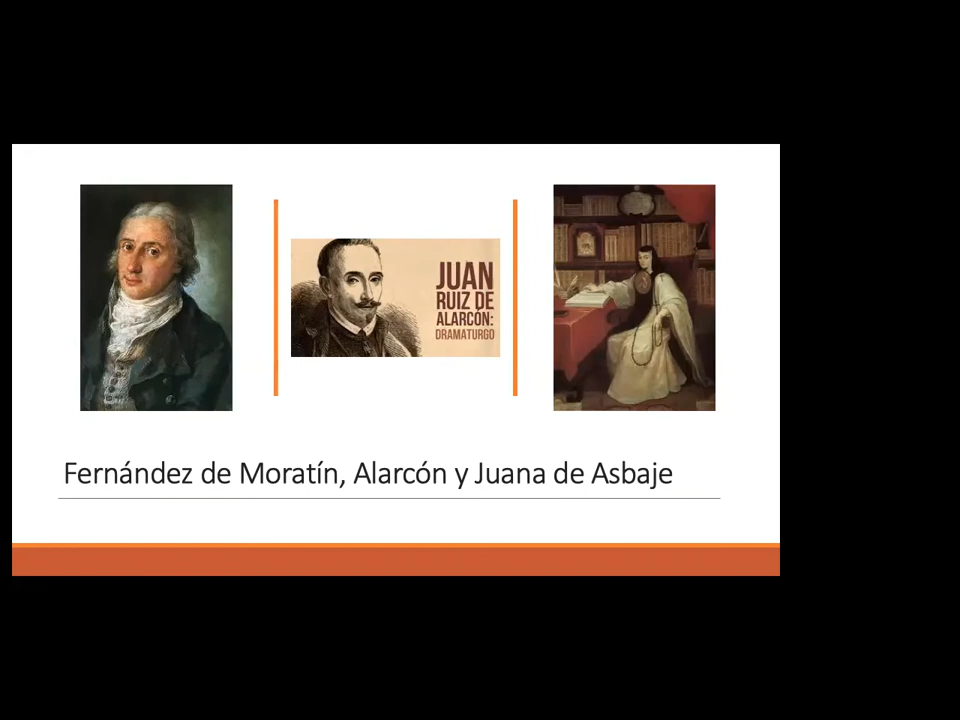 JUAN
RUIZ DE
ALARCÓN:
DRAMATURGO
Fernández de Moratín, Alarcón y Juana de Asbaje